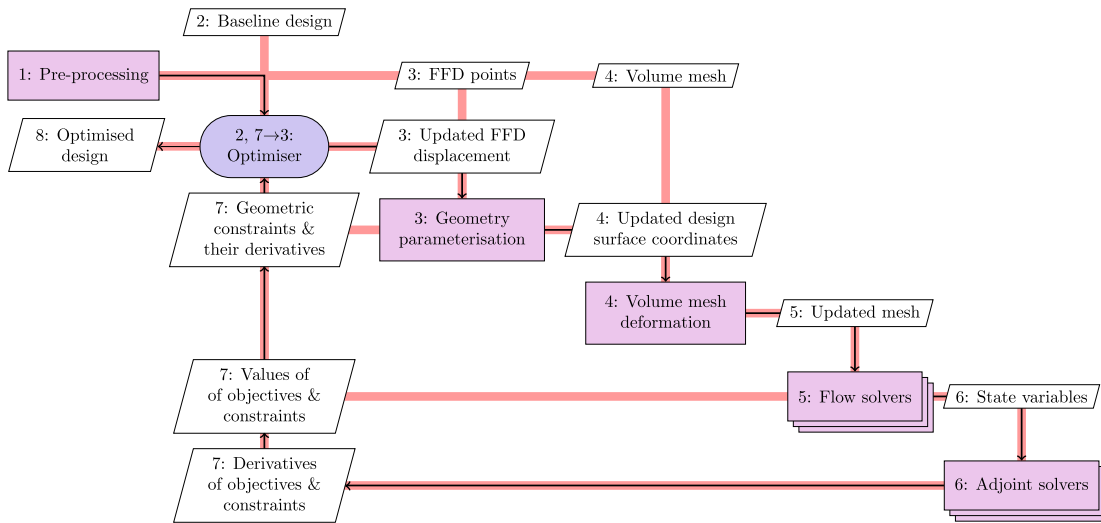 2: Baseline design
1: Pre-processing
3: FFD points
4: Volume mesh
8: Optimised
design
2, 7→3:
Optimiser
3: Updated FFD
displacement
7: Geometric
constraints &
their derivatives
3: Geometry
parameterisation
4: Updated design
surface coordinates
4: Volume mesh
deformation
5: Updated mesh
7: Values of
of objectives &
constraints
5: Flow solvers
6: State variables
7: Derivatives
of objectives &
constraints
6: Adjoint solvers